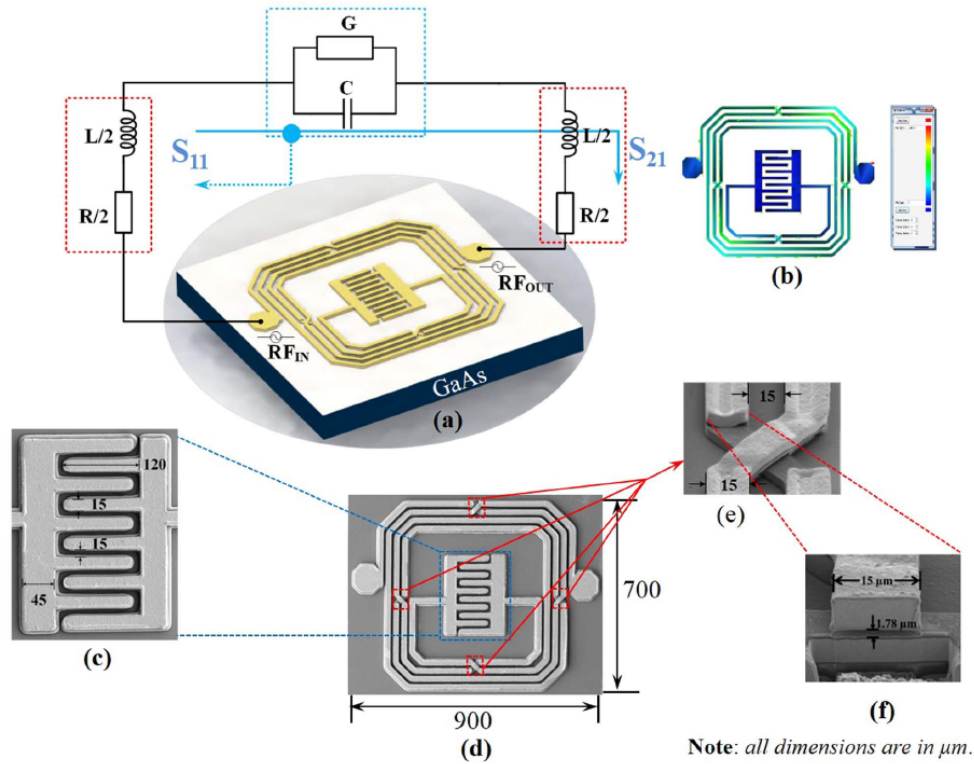 G
C
L/2
R/2
S11
L/2
S21
R/2
RFOUT
RFIN
GaAs
(a)
(b)
120
15
15
45
(c)
700
900
(d)
15
15
(e)
15 μm
1.78 μm
(f)
Note: all dimensions are in μm.